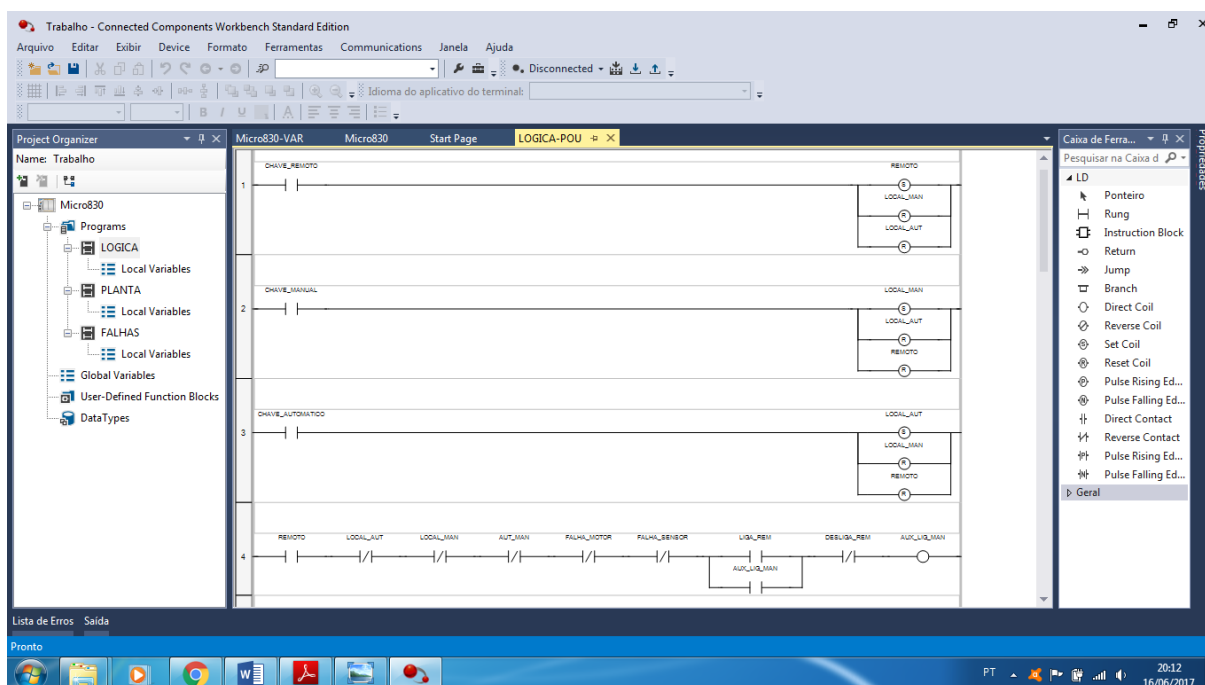 Trabalho - Connected Components Workbench Standard Edition
Arquivo Editar Exibir Device Formato Ferramentas Communications Janela Ajuda
Disconnected
Idioma do aplicativo do terminal:
B I U A
Project Organizer
Name: Trabalho
Micro830
Programs
LOGICA
Local Variables
PLANTA
Local Variables
FALHAS
Local Variables
Global Variables
User-Defined Function Blocks
DataTypes
Micro830-VAR Micro830 Start Page LOGICA-POU
CHAVE_REMOTO REMOTO
1 S
LOCAL_MAN
R
LOCAL_AUT
R
CHAVE_MANUAL LOCAL_MAN
2 S
LOCAL_AUT
R
REMOTO
R
CHAVE_AUTOMATICO LOCAL_AUT
3 S
LOCAL_MAN
R
REMOTO
R
REMOTO LOCAL_AUT LOCAL_MAN AUT_MAN FALHA_MOTOR FALHA_SENSOR LIGA_REM DESLIGA_REM AUX_LIG_MAN
4
AUX_LIG_MAN
Caixa de Ferra...
Pesquisar na Caixa d
LD
Ponteiro
Rung
Instruction Block
Return
Jump
Branch
Direct Coil
Reverse Coil
Set Coil
Reset Coil
Pulse Rising Ed...
Pulse Falling Ed...
Direct Contact
Reverse Contact
Pulse Rising Ed...
Pulse Falling Ed...
Geral
Propriedades
Lista de Erros Saída
Pronto
PT
20:12
16/06/2017